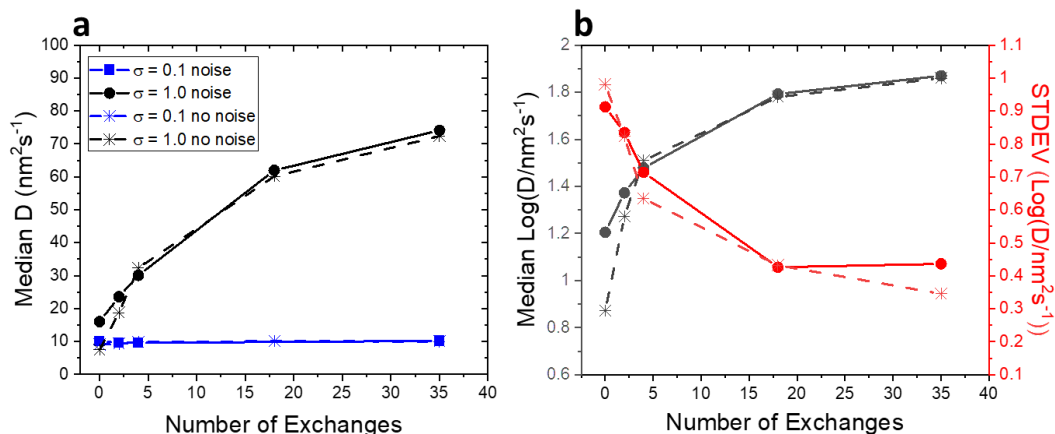 a
100
90
80
70
60
50
40
30
20
10
0
Median D (nm²s⁻¹)
σ = 0.1 noise
σ = 1.0 noise
σ = 0.1 no noise
σ = 1.0 no noise
0 5 10 15 20 25 30 35 40
Number of Exchanges
b
2
1.8
1.6
1.4
1.2
1
0.8
0.6
Median Log(D/nm²s⁻¹)
1.1
1
0.9
0.8
0.7
0.6
0.5
0.4
0.3
0.2
0.1
STDEV (Log(D/nm²s⁻¹))
0 5 10 15 20 25 30 35 40
Number of Exchanges